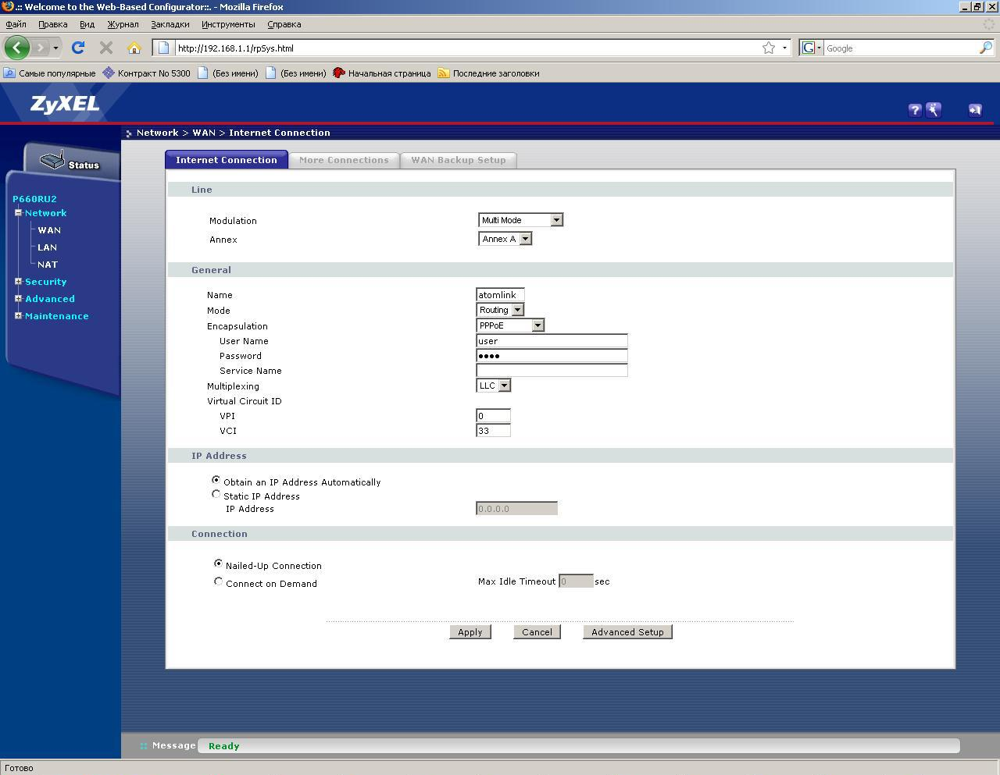 .:: Welcome to the Web-Based Configurator::. - Mozilla Firefox
Файл Правка Вид Журнал Закладки Инструменты Справка
http://192.168.1.1/rpSys.html
Google
Самые популярные Контракт No 5300 (Без имени) (Без имени) Начальная страница Последние заголовки
ZyXEL
Network > WAN > Internet Connection
Status
Internet Connection More Connections WAN Backup Setup
P660RU2
Network
WAN
LAN
NAT
Security
Advanced
Maintenance
Line
Modulation Multi Mode
Annex Annex A
General
Name atomlink
Mode Routing
Encapsulation PPPoE
User Name user
Password ●●●●
Service Name
Multiplexing LLC
Virtual Circuit ID
VPI 0
VCI 33
IP Address
Obtain an IP Address Automatically
Static IP Address
IP Address 0.0.0.0
Connection
Nailed-Up Connection
Connect on Demand Max Idle Timeout 0 sec
Apply Cancel Advanced Setup
Message Ready
Готово